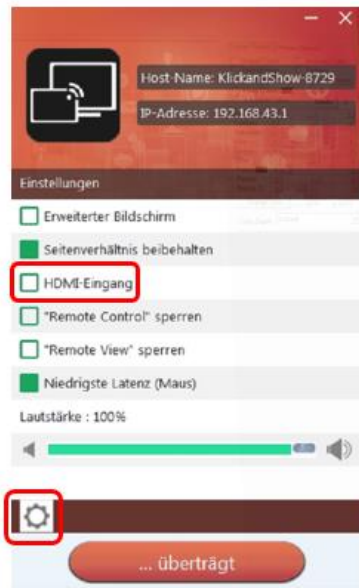 Host-Name: KlickandShow-8729
IP-Adresse: 192.168.43.1
Einstellungen
Erweiterter Bildschirm
Seitenverhältnis beibehalten
HDMI-Eingang
"Remote Control" sperren
"Remote View" sperren
Niedrigste Latenz (Maus)
Lautstärke : 100%
... überträgt